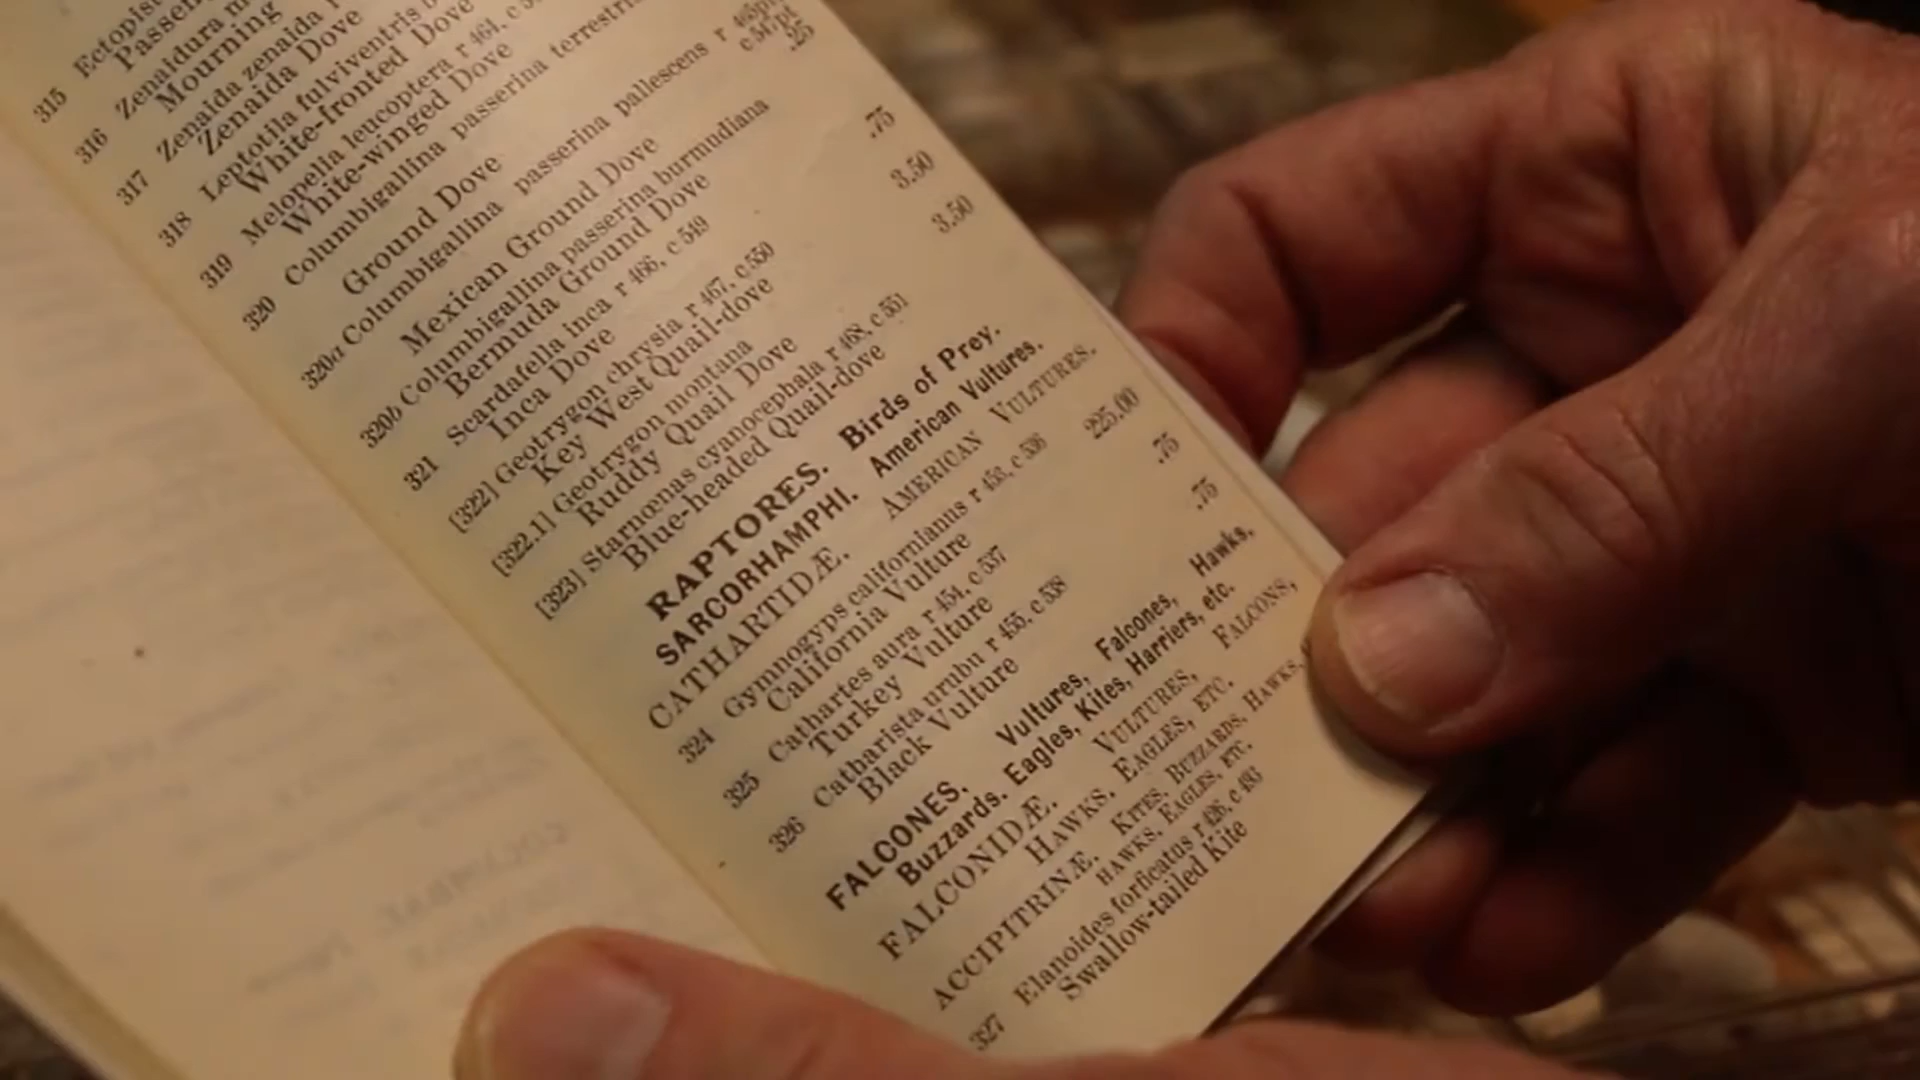 315 Ectopist
Passen
316 Zenaidura m
Mourning
317 Zenaida zenaida
Zenaida Dove
318 Leptotila fulviventris b
White-fronted Dove
319 Melopelia leucoptera r 464, c
White-winged Dove
320 Columbigallina passerina terrestris
r 465pt
c 547pt
Ground Dove .25
320a Columbigallina passerina pallescens
Mexican Ground Dove .75
320b Columbigallina passerina burmudiana
Bermuda Ground Dove 3.50
321 Scardafella inca r 466, c 549
Inca Dove 3.50
[322] Geotrygon chrysia r 467, c 550
Key West Quail-dove
[322.1] Geotrygon montana
Ruddy Quail Dove
[323] Starnœnas cyanocephala r 468, c 551
Blue-headed Quail-dove
RAPTORES. Birds of Prey.
SARCORHAMPHI. American Vultures.
CATHARTIDÆ. AMERICAN VULTURES.
324 Gymnogyps californianus r 453, c 536
California Vulture 225.00
325 Cathartes aura r 454, c 537
Turkey Vulture .75
326 Catharista urubu r 455, c 538
Black Vulture .75
FALCONES. Vultures, Falcones, Hawks,
Buzzards, Eagles, Kites, Harriers, etc.
FALCONIDÆ. VULTURES, FALCONS,
HAWKS, EAGLES, ETC.
ACCIPITRINÆ. KITES, BUZZARDS, HAWKS,
HAWKS, EAGLES, ETC.
327 Elanoides forficatus r 426, c 493
Swallow-tailed Kite